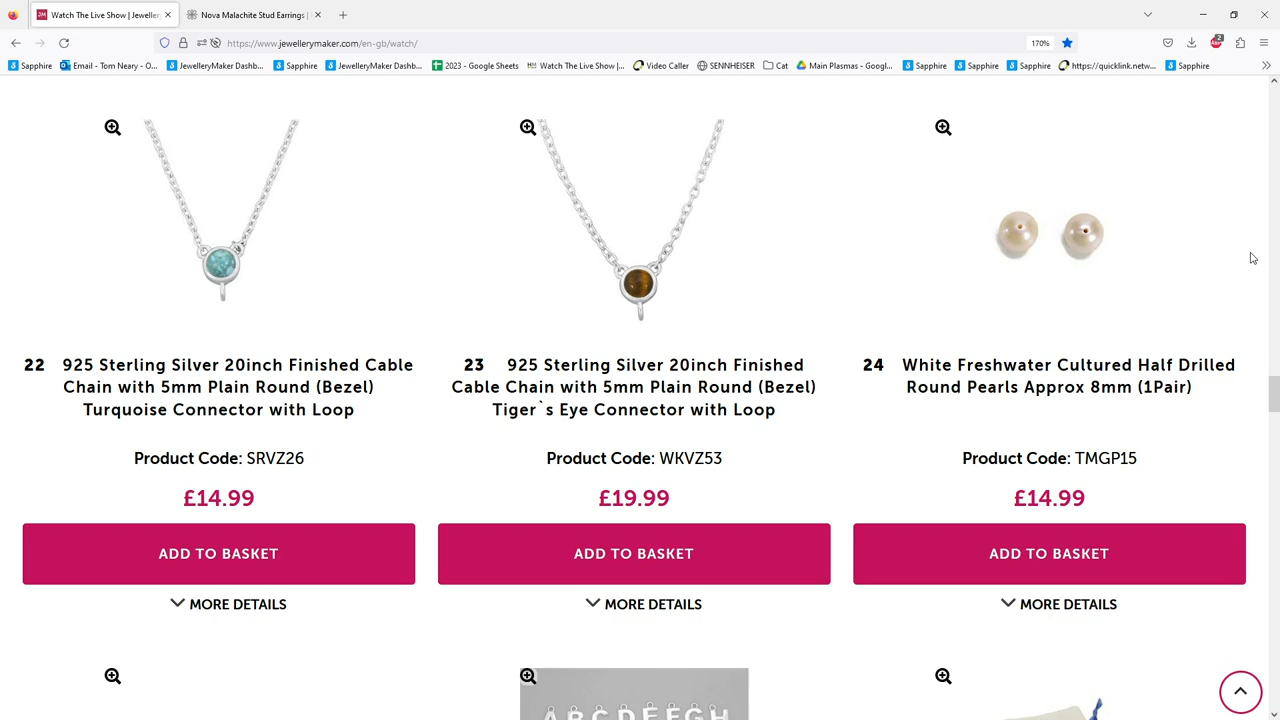 Watch The Live Show | Jeweller
Nova Malachite Stud Earrings |
https://www.jewellerymaker.com/en-gb/watch/
170%
2
Sapphire
Email - Tom Neary - O...
JewelleryMaker Dashb...
Sapphire
JewelleryMaker Dashb...
2023 - Google Sheets
Watch The Live Show |...
Video Caller
SENNHEISER
Cat
Main Plasmas - Googl...
Sapphire
Sapphire
Sapphire
https://quicklink.netw...
Sapphire
22 925 Sterling Silver 20inch Finished Cable
Chain with 5mm Plain Round (Bezel)
Turquoise Connector with Loop
Product Code: SRVZ26
£14.99
ADD TO BASKET
MORE DETAILS
23 925 Sterling Silver 20inch Finished
Cable Chain with 5mm Plain Round (Bezel)
Tiger`s Eye Connector with Loop
Product Code: WKVZ53
£19.99
ADD TO BASKET
MORE DETAILS
24 White Freshwater Cultured Half Drilled
Round Pearls Approx 8mm (1Pair)
Product Code: TMGP15
£14.99
ADD TO BASKET
MORE DETAILS